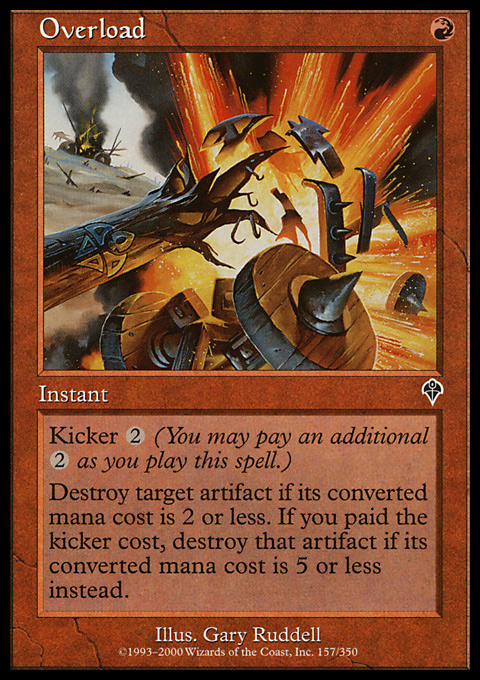 Overload
Instant
Kicker 2 (You may pay an additional
2 as you play this spell.)
Destroy target artifact if its converted
mana cost is 2 or less. If you paid the
kicker cost, destroy that artifact if its
converted mana cost is 5 or less
instead.
Illus. Gary Ruddell
©1993–2000 Wizards of the Coast, Inc. 157/350